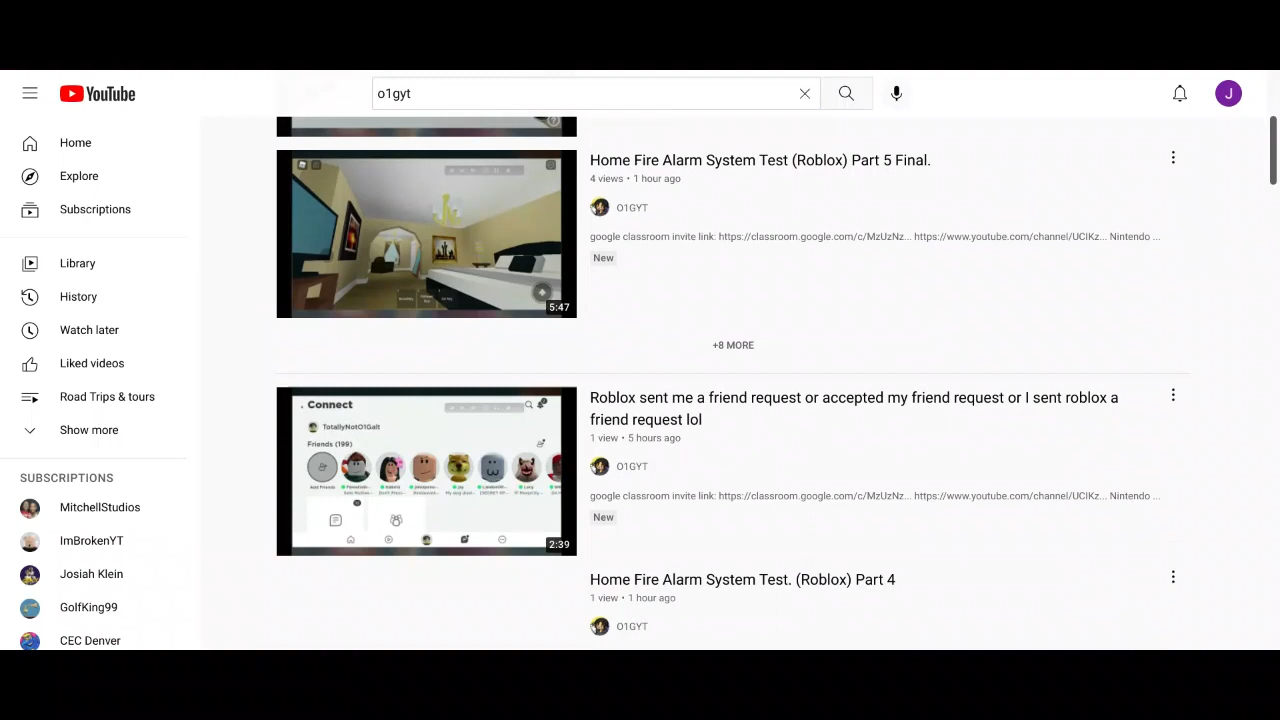 YouTube
o1gyt
J
Home
Explore
Subscriptions
Library
History
Watch later
Liked videos
Road Trips & tours
Show more
SUBSCRIPTIONS
MitchellStudios
ImBrokenYT
Josiah Klein
GolfKing99
CEC Denver
5:47
Home Fire Alarm System Test (Roblox) Part 5 Final.
4 views • 1 hour ago
O1GYT
google classroom invite link: https://classroom.google.com/c/MzUzNz... https://www.youtube.com/channel/UCIKz... Nintendo ...
New
+8 MORE
Connect
TotallyNotO1Galt
Friends (199)
Add Friends
2:39
Roblox sent me a friend request or accepted my friend request or I sent roblox a
friend request lol
1 view • 5 hours ago
O1GYT
google classroom invite link: https://classroom.google.com/c/MzUzNz... https://www.youtube.com/channel/UCIKz... Nintendo ...
New
Home Fire Alarm System Test. (Roblox) Part 4
1 view • 1 hour ago
O1GYT